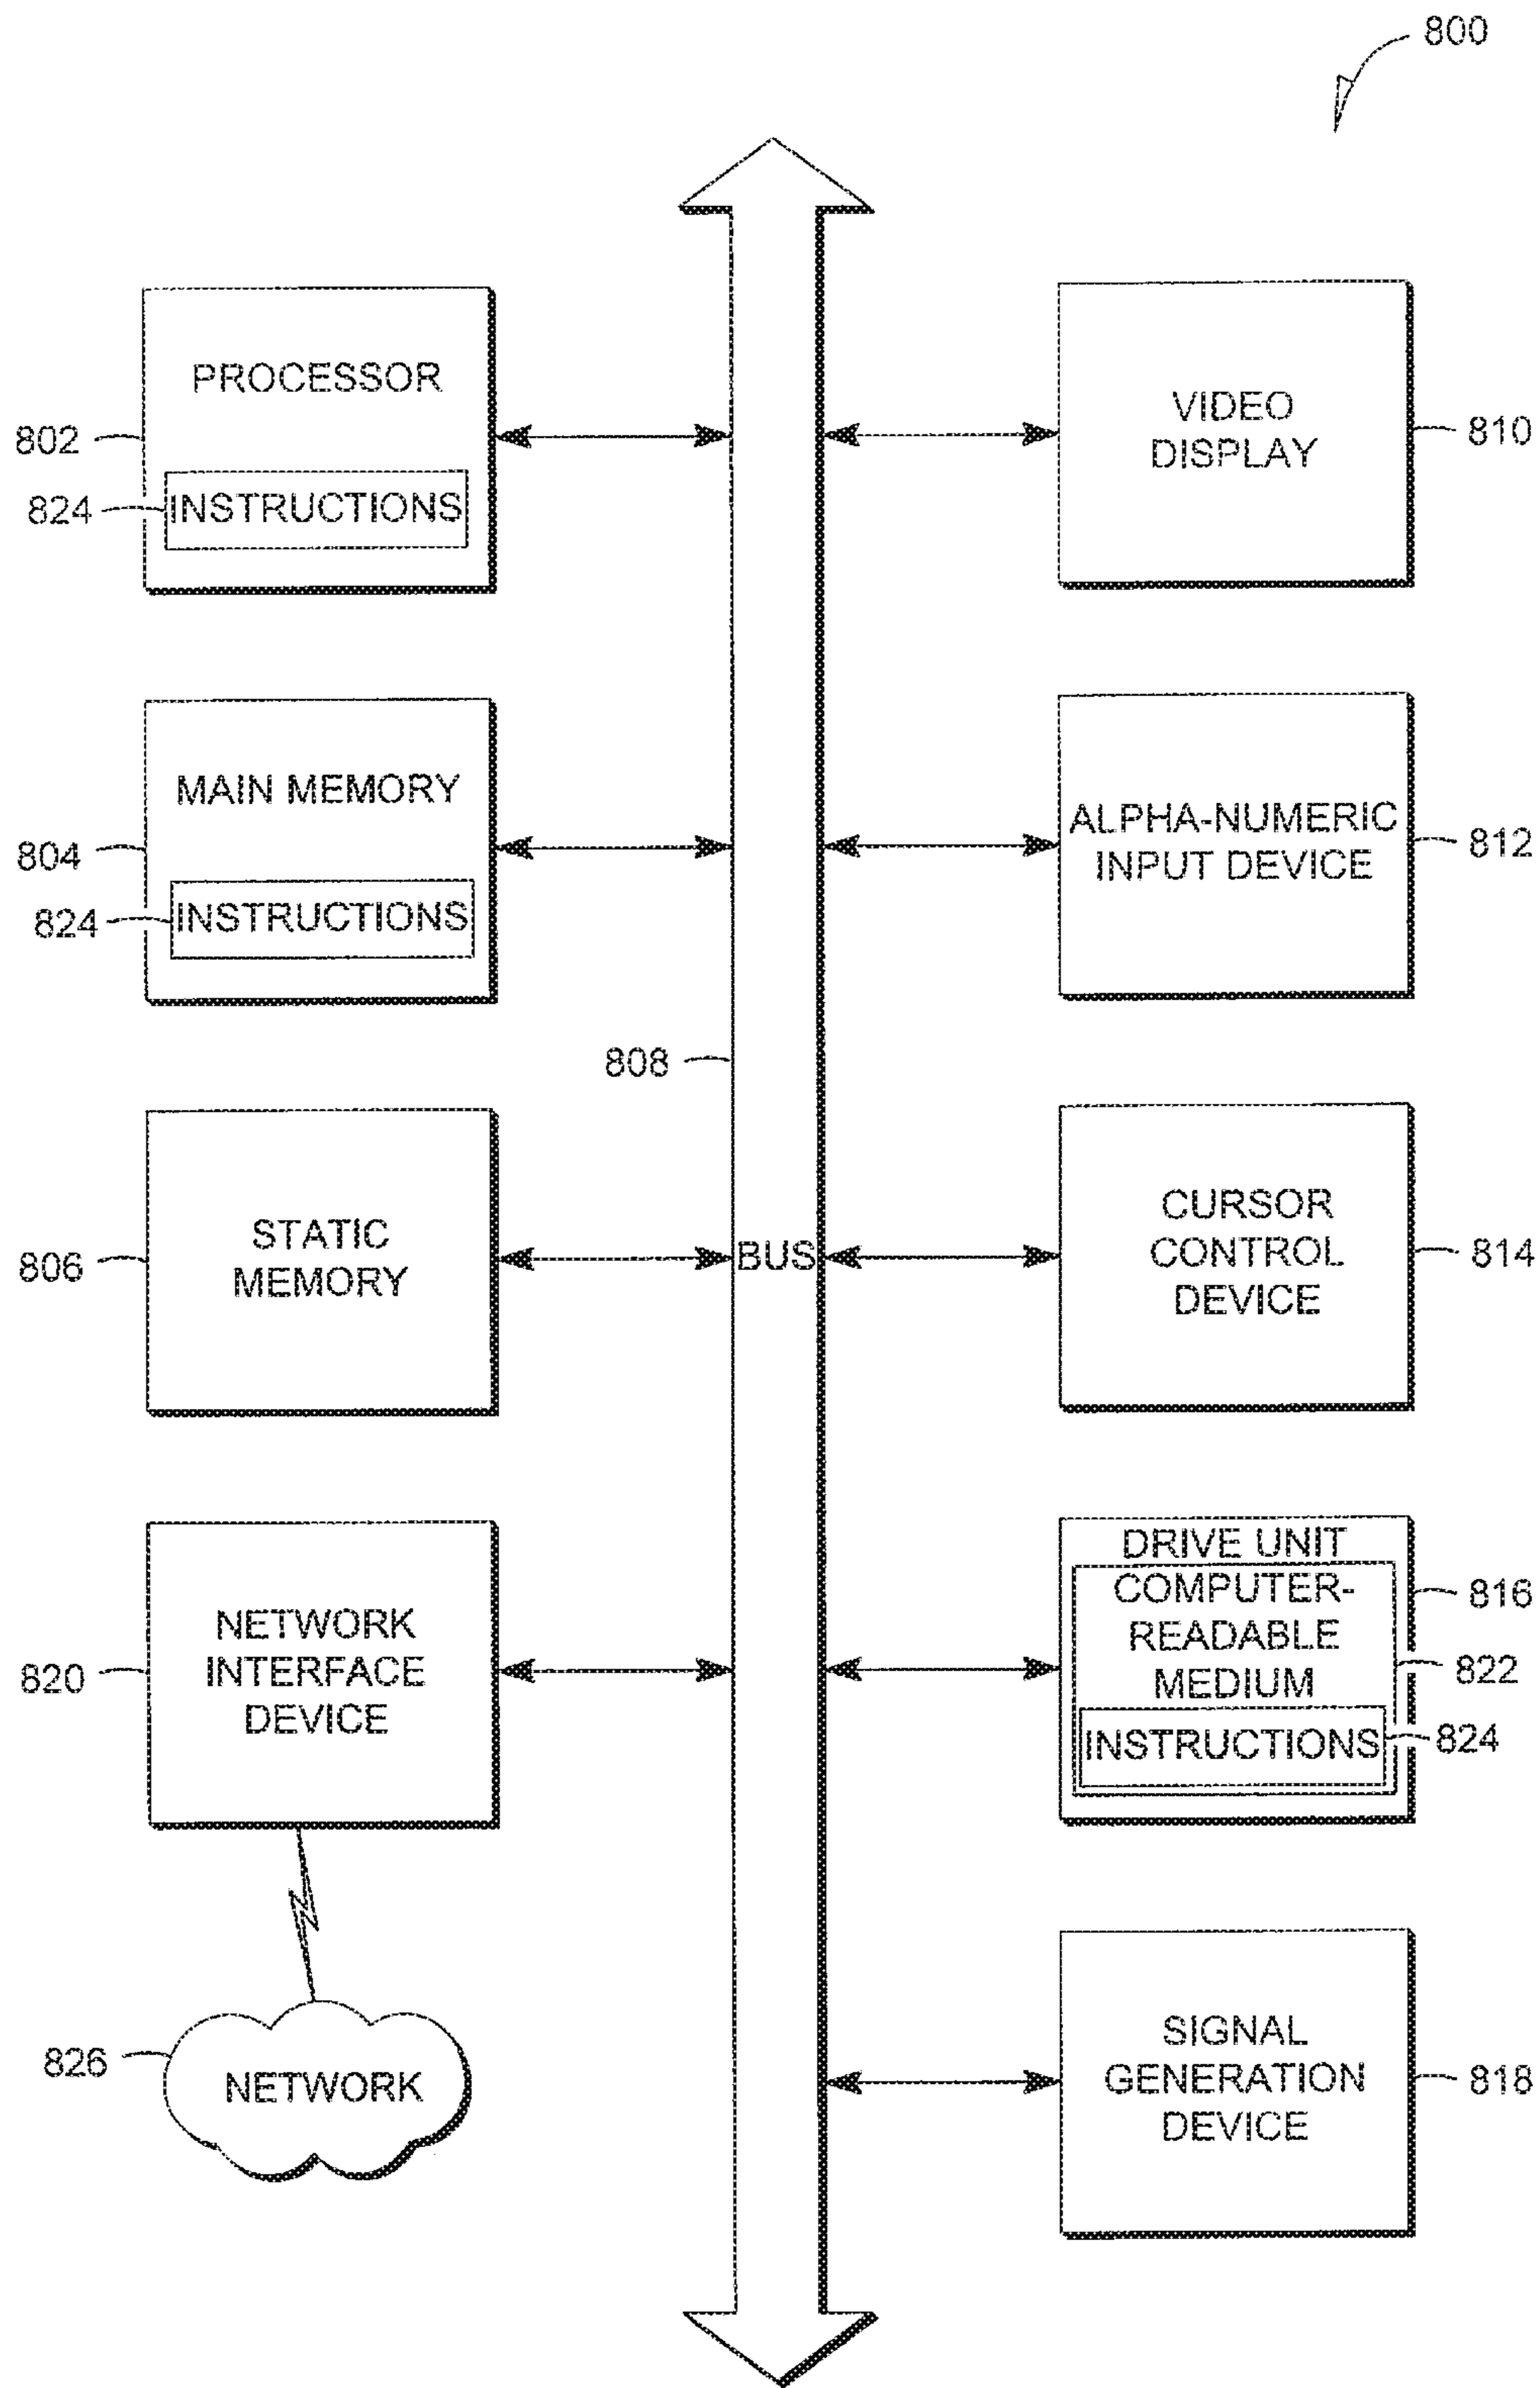 800
PROCESSOR
802
824
INSTRUCTIONS
VIDEO
DISPLAY
810
MAIN MEMORY
804
824
INSTRUCTIONS
ALPHA-NUMERIC
INPUT DEVICE
812
808
STATIC
MEMORY
806
BUS
CURSOR
CONTROL
DEVICE
814
NETWORK
INTERFACE
DEVICE
820
DRIVE UNIT
COMPUTER-
READABLE
MEDIUM
INSTRUCTIONS
816
822
824
826
NETWORK
SIGNAL
GENERATION
DEVICE
818